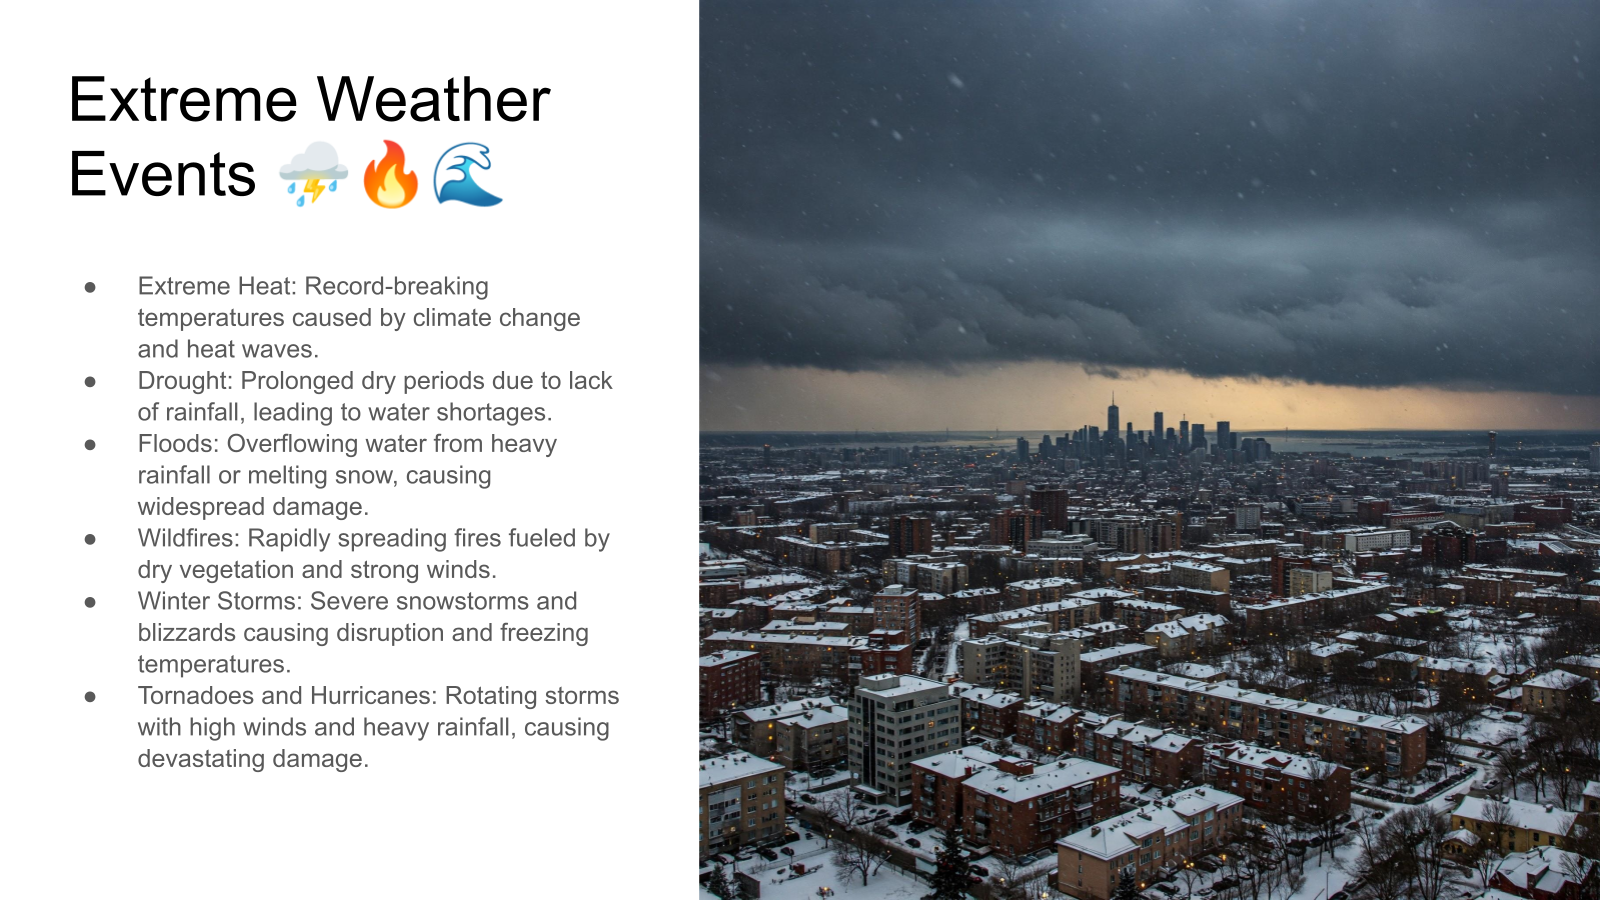 Extreme Weather
Events ⛈️🔥🌊
● Extreme Heat: Record-breaking
temperatures caused by climate change
and heat waves.
● Drought: Prolonged dry periods due to lack
of rainfall, leading to water shortages.
● Floods: Overflowing water from heavy
rainfall or melting snow, causing
widespread damage.
● Wildfires: Rapidly spreading fires fueled by
dry vegetation and strong winds.
● Winter Storms: Severe snowstorms and
blizzards causing disruption and freezing
temperatures.
● Tornadoes and Hurricanes: Rotating storms
with high winds and heavy rainfall, causing
devastating damage.